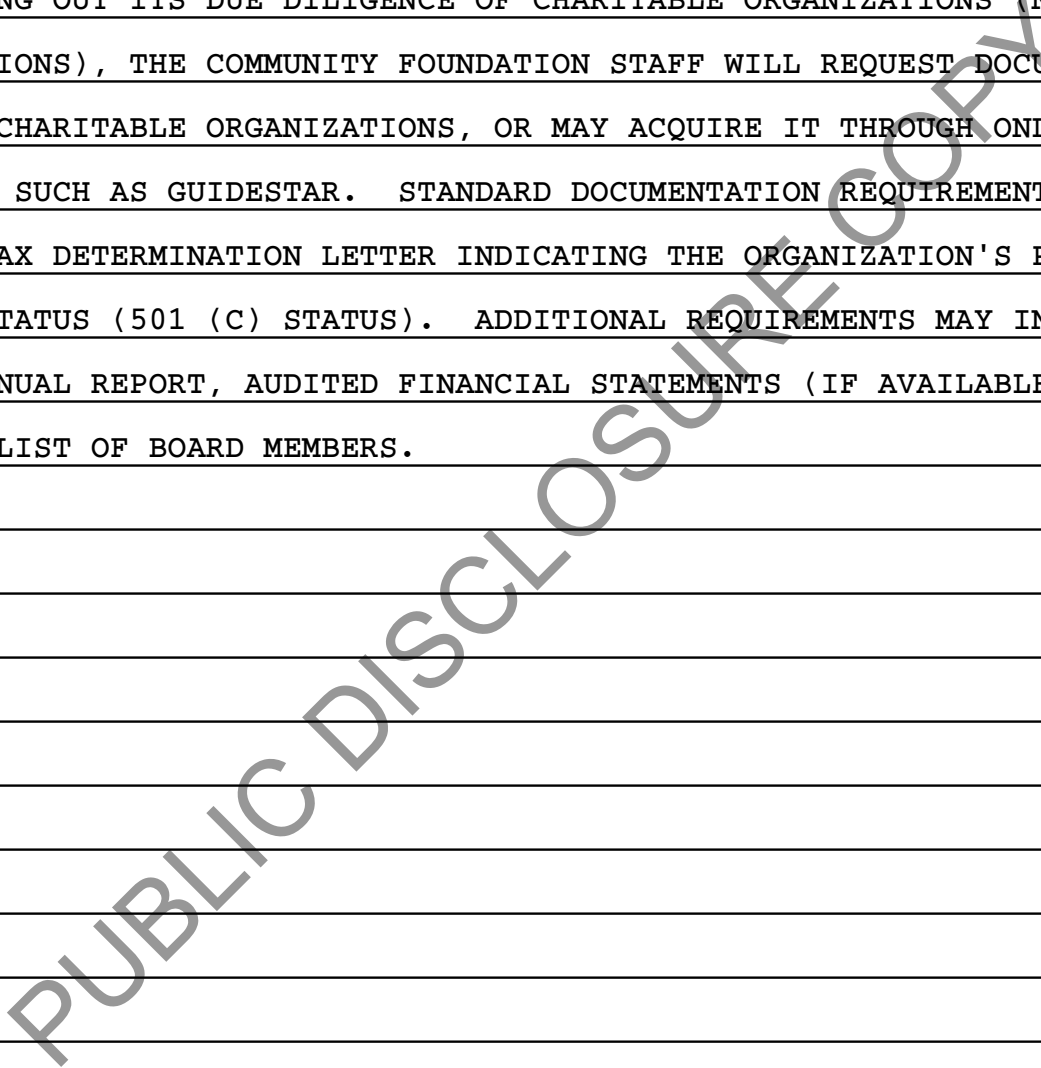 NG OUT ITS DUE DILIGENCE OF CHARITABLE ORGANIZATIONS
IONS), THE COMMUNITY FOUNDATION STAFF WILL REQUEST DOCU
CHARITABLE ORGANIZATIONS, OR MAY ACQUIRE IT THROUGH ONL
SUCH AS GUIDESTAR. STANDARD DOCUMENTATION REQUIREMENT
AX DETERMINATION LETTER INDICATING THE ORGANIZATION'S
TATUS (501 (C) STATUS). ADDITIONAL REQUIREMENTS MAY IN
NUAL REPORT, AUDITED FINANCIAL STATEMENTS (IF AVAILABLE
LIST OF BOARD MEMBERS.
PUBLIC DISCLOSURE COPY